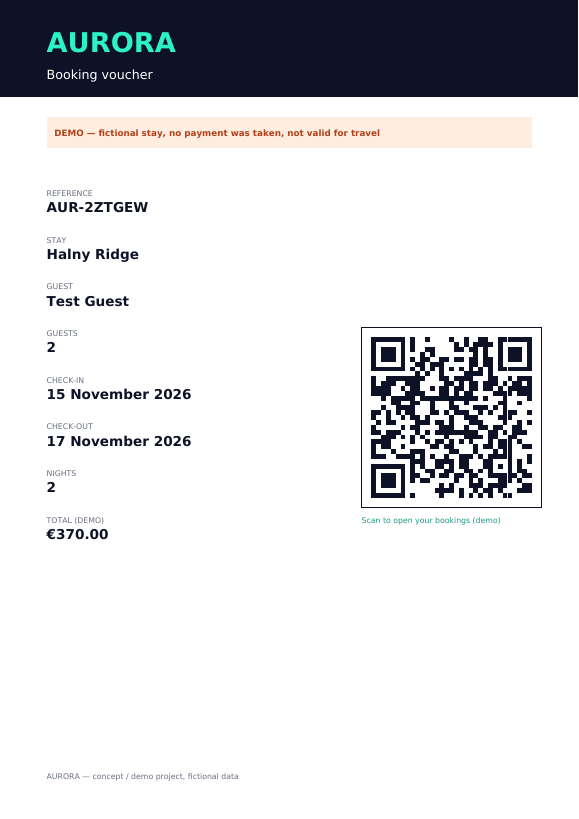 AURORA
Booking voucher
DEMO — fictional stay, no payment was taken, not valid for travel
REFERENCE
AUR-2ZTGEW
STAY
Halny Ridge
GUEST
Test Guest
GUESTS
2
CHECK-IN
15 November 2026
CHECK-OUT
17 November 2026
NIGHTS
2
TOTAL (DEMO)
€370.00
Scan to open your bookings (demo)
AURORA — concept / demo project, fictional data